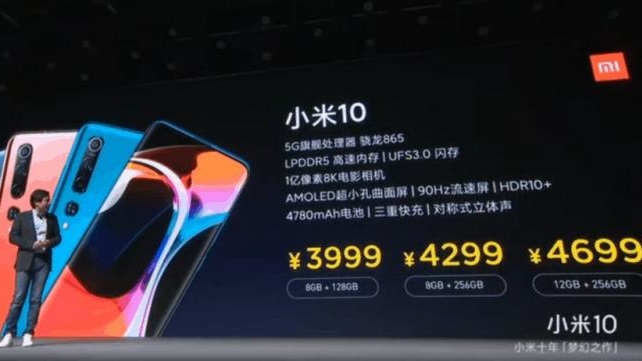 mi
小米10
5G旗舰处理器 骁龙865
LPDDR5 高速内存 | UFS3.0 闪存
1亿像素8K电影相机
AMOLED超小孔曲面屏 | 90Hz流速屏 | HDR10+
4780mAh电池 | 三重快充 | 对称式立体声
¥3999 ¥4299 ¥4699
8GB + 128GB 8GB + 256GB 12GB + 256GB
小米10
小米十年「梦幻之作」